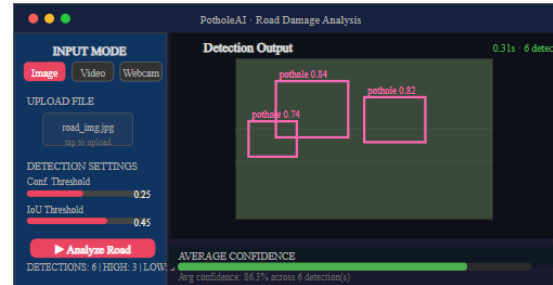 PotholeAI · Road Damage Analysis
INPUT MODE
Image Video Webcam
UPLOAD FILE
road_img.jpg
tap to upload
DETECTION SETTINGS
Conf. Threshold
0.25
IoU Threshold
0.45
▶ Analyze Road
DETECTIONS: 6 | HIGH: 3 | LOW:
Detection Output
0.31s · 6 detec
pothole 0.84
pothole 0.82
pothole 0.74
AVERAGE CONFIDENCE
Avg confidence: 86.3% across 6 detection(s)